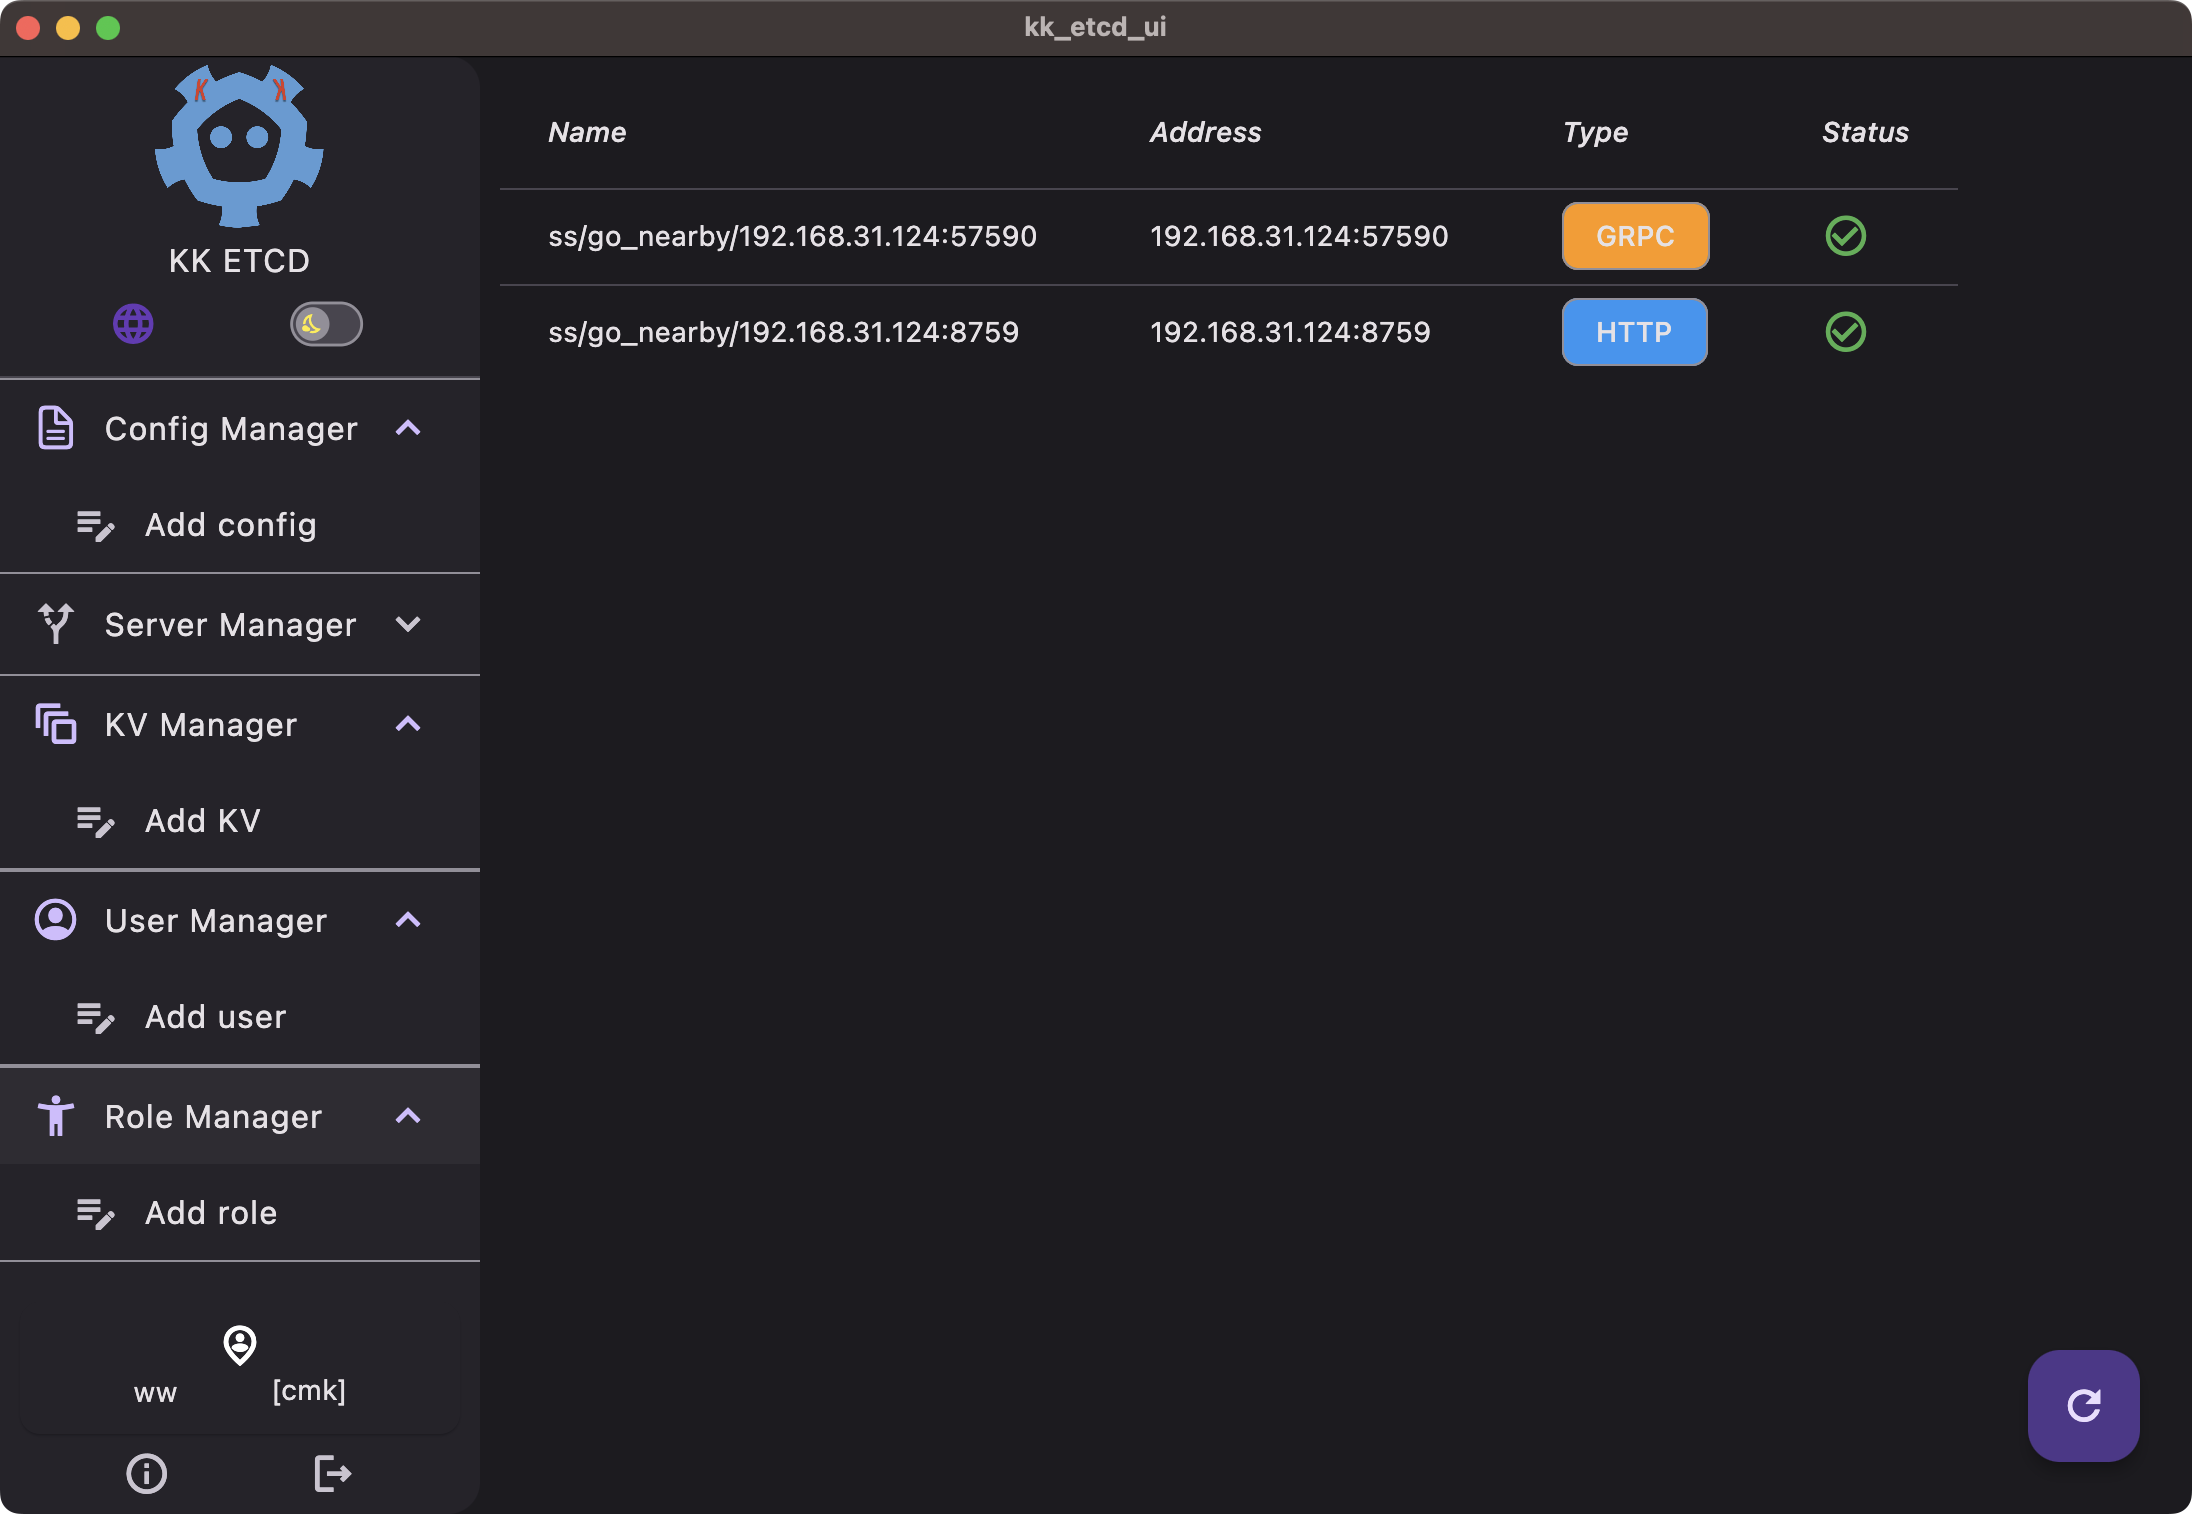 kk_etcd_ui
K K
KK ETCD
Config Manager
Add config
Server Manager
KV Manager
Add KV
User Manager
Add user
Role Manager
Add role
ww [cmk]
Name Address Type Status
ss/go_nearby/192.168.31.124:57590 192.168.31.124:57590 GRPC
ss/go_nearby/192.168.31.124:8759 192.168.31.124:8759 HTTP